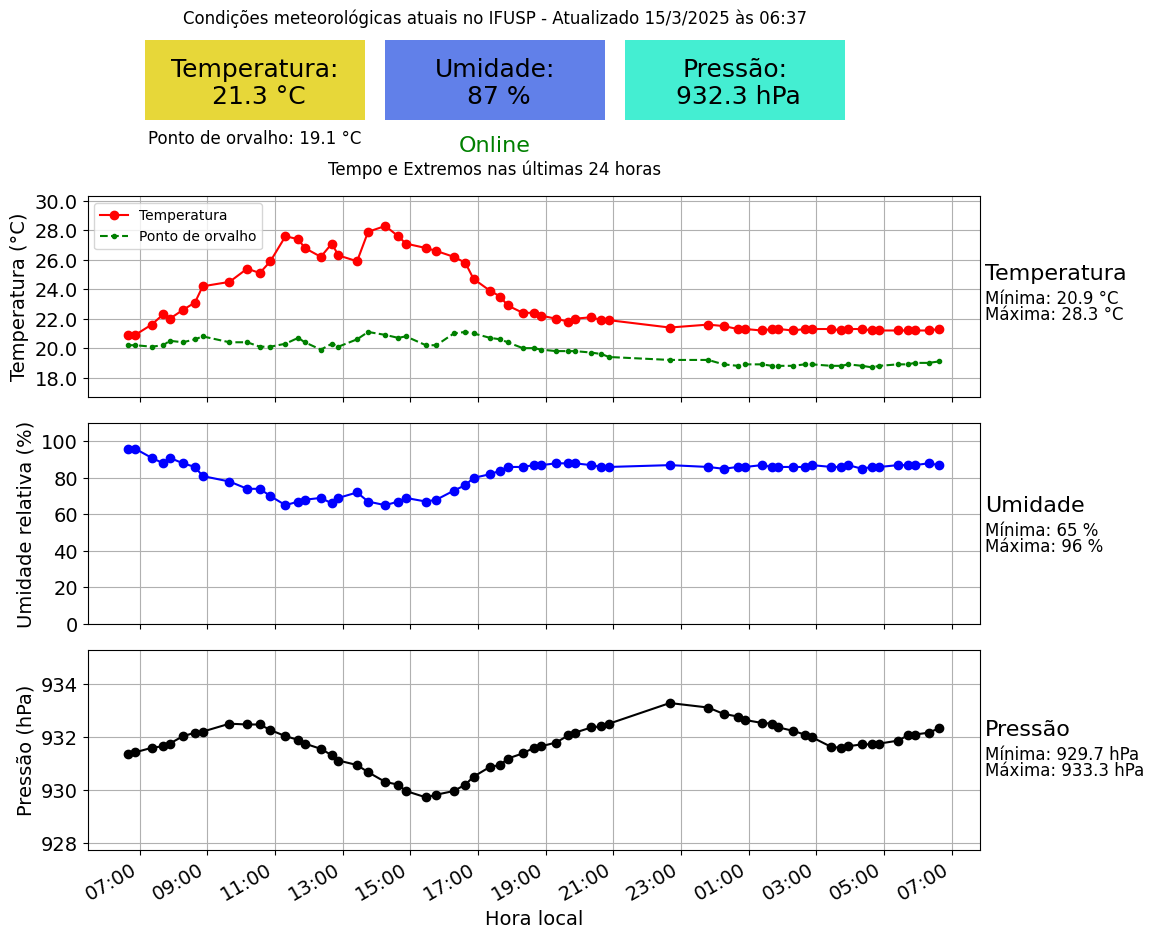 Condições meteorológicas atuais no IFUSP - Atualizado 15/3/2025 às 06:37
Temperatura:
21.3 °C
Umidade:
87 %
Pressão:
932.3 hPa
Ponto de orvalho: 19.1 °C
Online
Tempo e Extremos nas últimas 24 horas
Temperatura (°C)
30.0
28.0
26.0
24.0
22.0
20.0
18.0
Temperatura
Ponto de orvalho
Temperatura
Mínima: 20.9 °C
Máxima: 28.3 °C
Umidade relativa (%)
100
80
60
40
20
0
Umidade
Mínima: 65 %
Máxima: 96 %
Pressão (hPa)
934
932
930
928
Pressão
Mínima: 929.7 hPa
Máxima: 933.3 hPa
07:00 09:00 11:00 13:00 15:00 17:00 19:00 21:00 23:00 01:00 03:00 05:00 07:00
Hora local